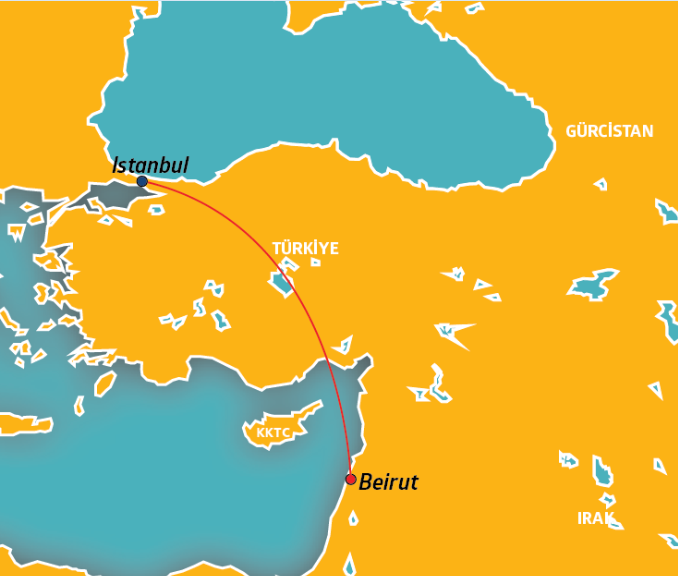 GÜRCİSTAN
Istanbul
TÜRKİYE
KKTC
Beirut
IRAK